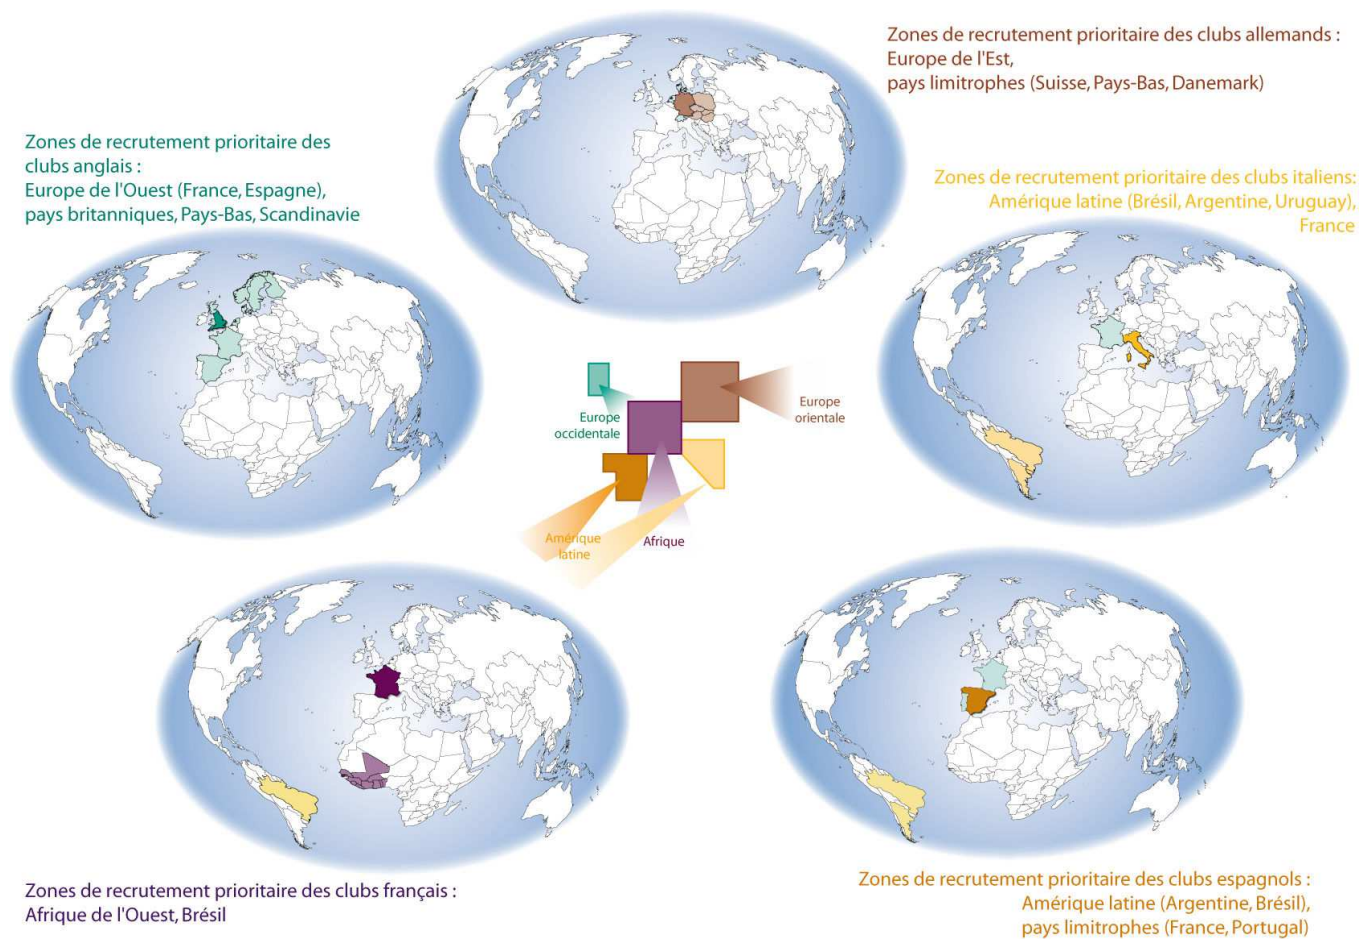 Zones de recrutement prioritaire des clubs allemands :
Europe de l'Est,
pays limitrophes (Suisse, Pays-Bas, Danemark)
Zones de recrutement prioritaire des
clubs anglais :
Europe de l'Ouest (France, Espagne),
pays britanniques, Pays-Bas, Scandinavie
Zones de recrutement prioritaire des clubs italiens:
Amérique latine (Brésil, Argentine, Uruguay),
France
Europe
occidentale
Europe
orientale
Amérique
latine
Afrique
Zones de recrutement prioritaire des clubs français :
Afrique de l'Ouest, Brésil
Zones de recrutement prioritaire des clubs espagnols :
Amérique latine (Argentine, Brésil),
pays limitrophes (France, Portugal)